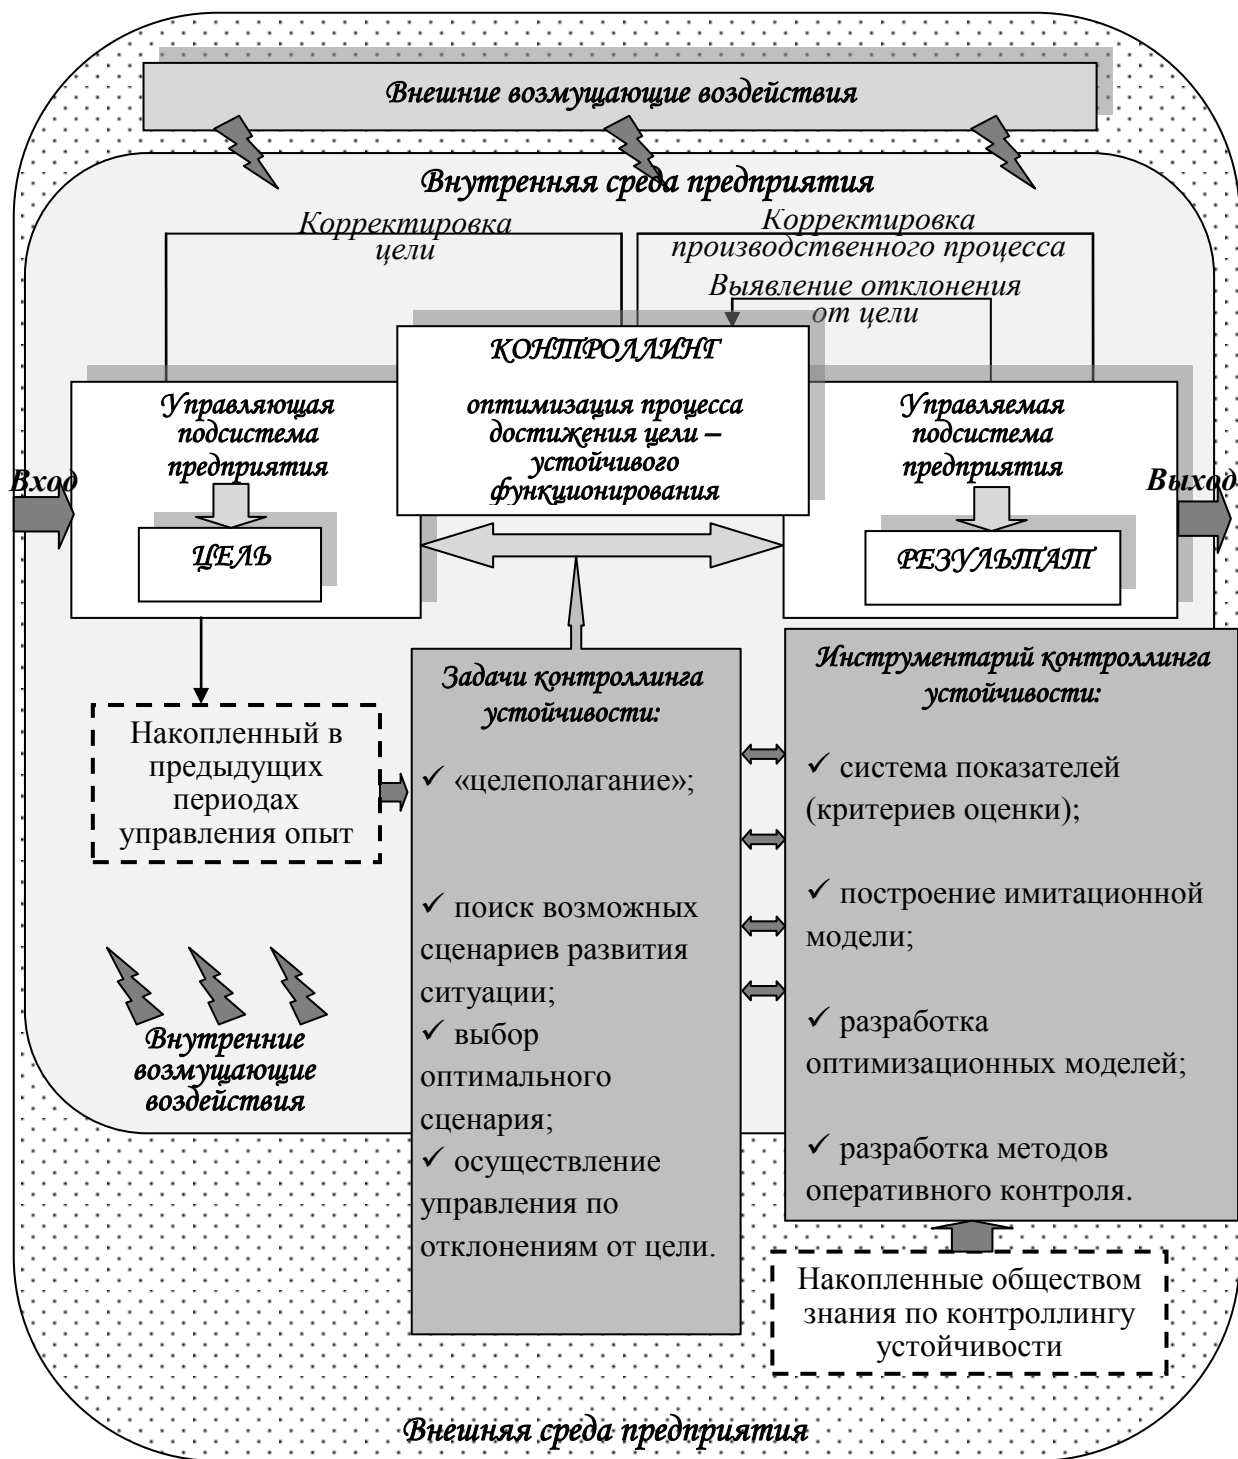 Внешние возмущающие воздействия
Внутренняя среда предприятия
Корректировка
цели
Корректировка
производственного процесса
Выявление отклонения
от цели
КОНТРОЛЛИНГ
оптимизация процесса
достижения цели –
устойчивого
функционирования
Управляющая
подсистема
предприятия
Управляемая
подсистема
предприятия
Вход
Выход
ЦЕЛЬ
РЕЗУЛЬТАТ
Накопленный в
предыдущих
периодах
управления опыт
Задачи контроллинга
устойчивости:
✓ «целеполагание»;
✓ поиск возможных
сценариев развития
ситуации;
✓ выбор
оптимального
сценария;
✓ осуществление
управления по
отклонениям от цели.
Инструментарий контроллинга
устойчивости:
✓ система показателей
(критериев оценки);
✓ построение имитационной
модели;
✓ разработка
оптимизационных моделей;
✓ разработка методов
оперативного контроля.
Внутренние
возмущающие
воздействия
Накопленные обществом
знания по контроллингу
устойчивости
Внешняя среда предприятия